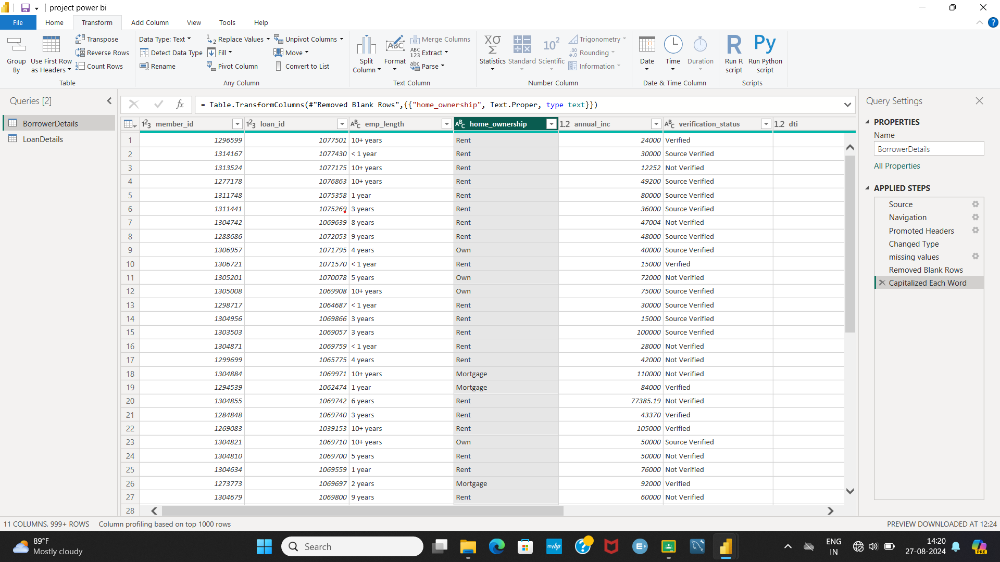 project power bi
File Home Transform Add Column View Tools Help
Group By
Use First Row as Headers
Transpose
Reverse Rows
Count Rows
Table
Data Type: Text
Detect Data Type
Rename
Replace Values
Fill
Pivot Column
Unpivot Columns
Move
Convert to List
Any Column
Split Column
Format
Merge Columns
Extract
Parse
Text Column
Statistics
Standard
Scientific
Trigonometry
Rounding
Information
Number Column
Date
Time
Duration
Date & Time Column
Run R script
Run Python script
Scripts
Queries [2]
BorrowerDetails
LoanDetails
= Table.TransformColumns(#"Removed Blank Rows",{{"home_ownership", Text.Proper, type text}})
member_id loan_id emp_length home_ownership annual_inc verification_status dti
1 1296599 1077501 10+ years Rent 24000 Verified
2 1314167 1077430 < 1 year Rent 30000 Source Verified
3 1313524 1077175 10+ years Rent 12252 Not Verified
4 1277178 1076863 10+ years Rent 49200 Source Verified
5 1311748 1075358 1 year Rent 80000 Source Verified
6 1311441 1075269 3 years Rent 36000 Source Verified
7 1304742 1069639 8 years Rent 47004 Not Verified
8 1288686 1072053 9 years Rent 48000 Source Verified
9 1306957 1071795 4 years Own 40000 Source Verified
10 1306721 1071570 < 1 year Rent 15000 Verified
11 1305201 1070078 5 years Own 72000 Not Verified
12 1305008 1069908 10+ years Own 75000 Source Verified
13 1298717 1064687 < 1 year Rent 30000 Source Verified
14 1304956 1069866 3 years Rent 15000 Source Verified
15 1303503 1069057 3 years Rent 100000 Source Verified
16 1304871 1069759 < 1 year Rent 28000 Not Verified
17 1299699 1065775 4 years Rent 42000 Not Verified
18 1304884 1069971 10+ years Mortgage 110000 Not Verified
19 1294539 1062474 1 year Mortgage 84000 Verified
20 1304855 1069742 6 years Rent 77385.19 Not Verified
21 1284848 1069740 3 years Rent 43370 Verified
22 1269083 1039153 10+ years Rent 105000 Verified
23 1304821 1069710 10+ years Own 50000 Source Verified
24 1304810 1069700 5 years Rent 50000 Not Verified
25 1304634 1069559 1 year Rent 76000 Not Verified
26 1273773 1069697 2 years Mortgage 92000 Verified
27 1304679 1069800 9 years Rent 60000 Not Verified
28
Query Settings
PROPERTIES
Name
BorrowerDetails
All Properties
APPLIED STEPS
Source
Navigation
Promoted Headers
Changed Type
missing values
Removed Blank Rows
Capitalized Each Word
11 COLUMNS, 999+ ROWS Column profiling based on top 1000 rows
PREVIEW DOWNLOADED AT 12:24
89°F
Mostly cloudy
Search
ENG
IN
14:20
27-08-2024